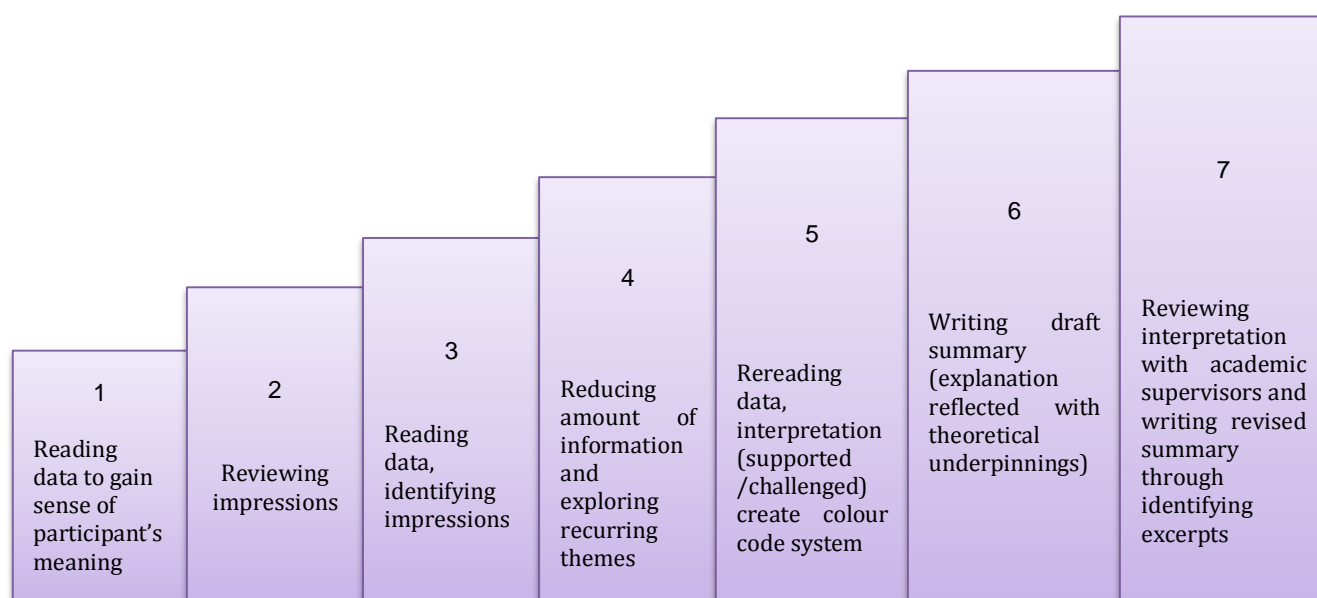 1
Reading
data to gain
sense of
participant’s
meaning
2
Reviewing
impressions
3
Reading
data,
identifying
impressions
4
Reducing
amount of
information
and
exploring
recurring
themes
5
Rereading
data,
interpretation
(supported
/challenged)
create colour
code system
6
Writing draft
summary
(explanation
reflected with
theoretical
underpinnings)
7
Reviewing
interpretation
with academic
supervisors and
writing revised
summary
through
identifying
excerpts